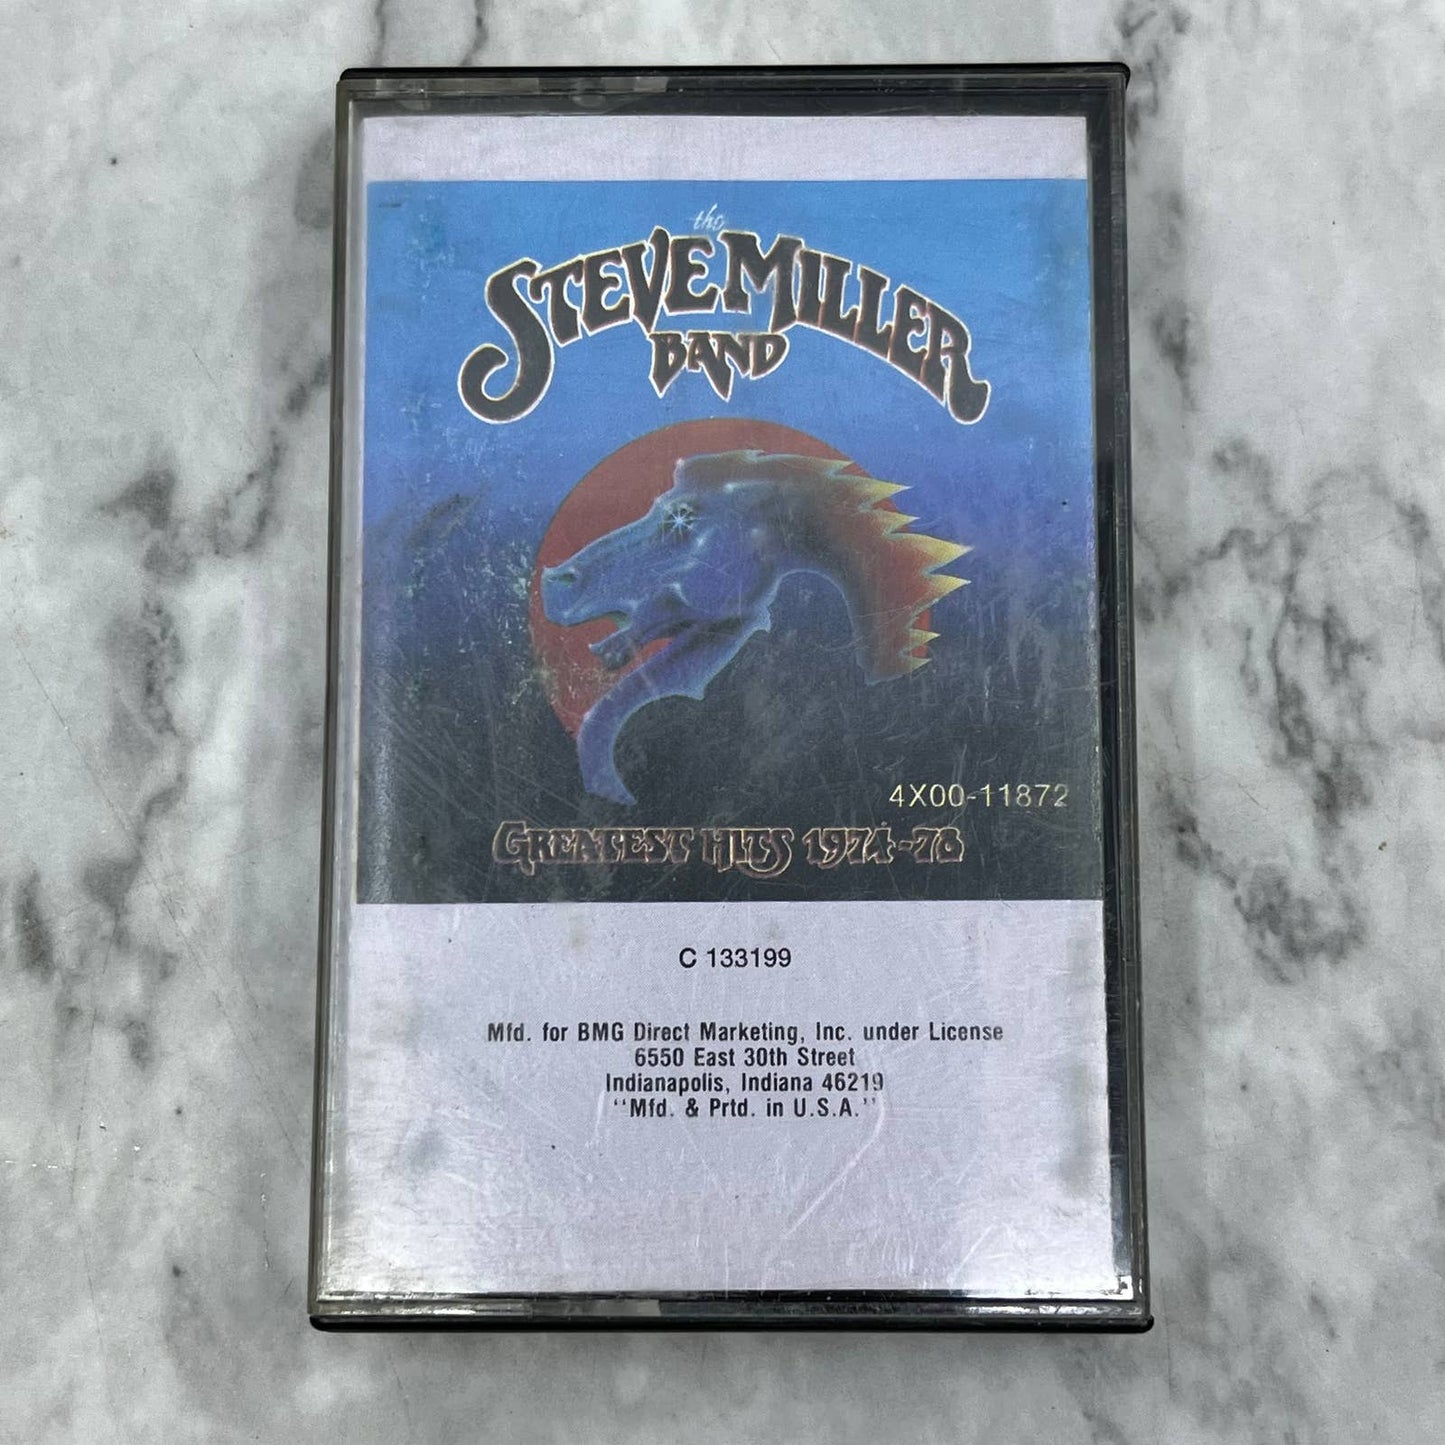 the
STEVE MILLER
BAND
4X00-11872
GREATEST HITS 1974-78
C 133199
Mfd. for BMG Direct Marketing, Inc. under License
6550 East 30th Street
Indianapolis, Indiana 46219
"Mfd. & Prtd. in U.S.A."